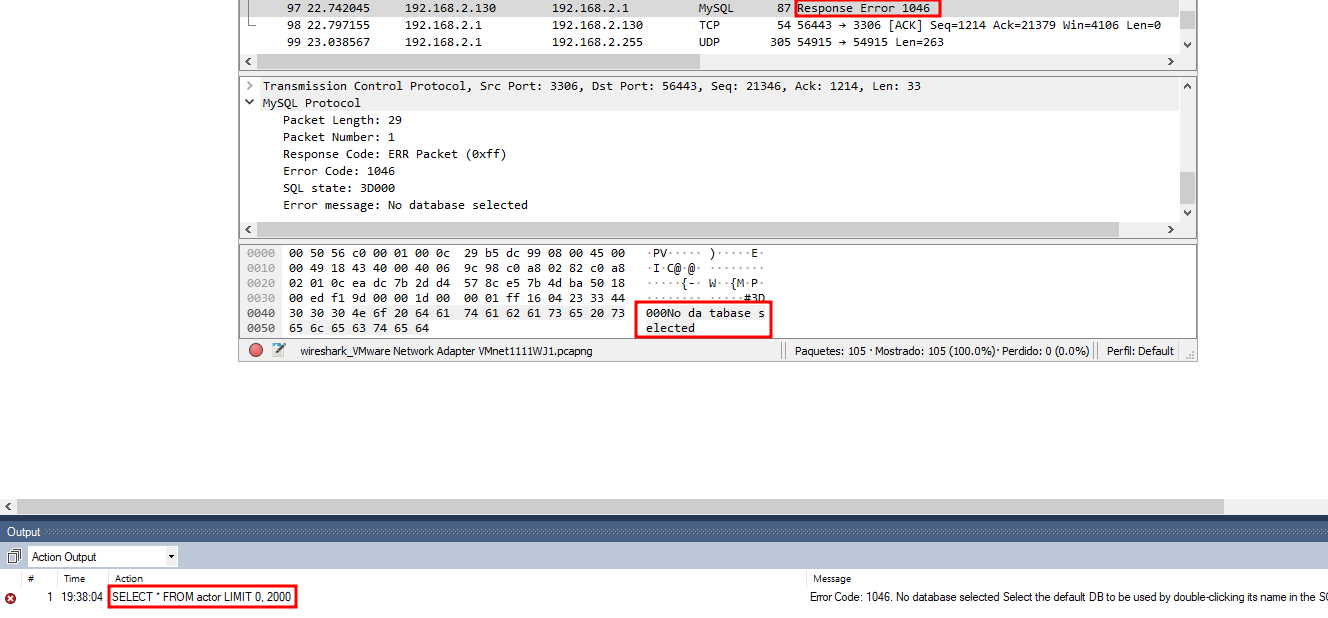 97 22.742045 192.168.2.130 192.168.2.1 MySQL 87 Response Error 1046
98 22.797155 192.168.2.1 192.168.2.130 TCP 54 56443 → 3306 [ACK] Seq=1214 Ack=21379 Win=4106 Len=0
99 23.038567 192.168.2.1 192.168.2.255 UDP 305 54915 → 54915 Len=263
Transmission Control Protocol, Src Port: 3306, Dst Port: 56443, Seq: 21346, Ack: 1214, Len: 33
MySQL Protocol
Packet Length: 29
Packet Number: 1
Response Code: ERR Packet (0xff)
Error Code: 1046
SQL state: 3D000
Error message: No database selected
0000 00 50 56 c0 00 01 00 0c 29 b5 dc 99 08 00 45 00 ·PV····· )·····E·
0010 00 49 18 43 40 00 40 06 9c 98 c0 a8 02 82 c0 a8 ·I·C@·@· ········
0020 02 01 0c ea dc 7b 2d d4 57 8c e5 7b 4d ba 50 18 ·····{-· W··{M·P·
0030 00 ed f1 9d 00 00 1d 00 00 01 ff 16 04 23 33 44 ········ ·····#3D
0040 30 30 30 4e 6f 20 64 61 74 61 62 61 73 65 20 73 000No da tabase s
0050 65 6c 65 63 74 65 64 elected
wireshark_VMware Network Adapter VMnet1111WJ1.pcapng Paquetes: 105 · Mostrado: 105 (100.0%)· Perdido: 0 (0.0%) Perfil: Default
Output
Action Output
# Time Action Message
1 19:38:04 SELECT * FROM actor LIMIT 0, 2000 Error Code: 1046. No database selected Select the default DB to be used by double-clicking its name in the